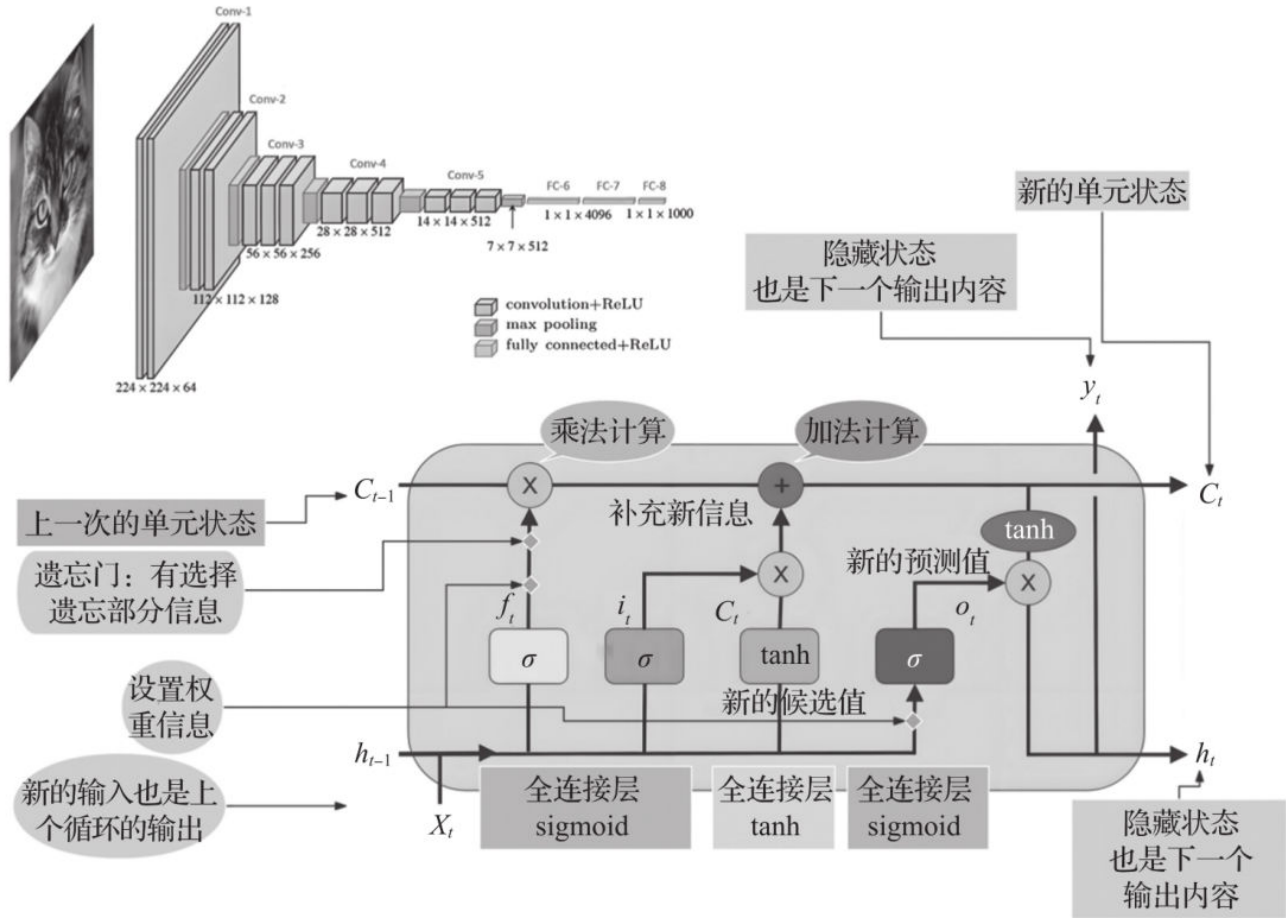 Conv-1
Conv-2
Conv-3
Conv-4
Conv-5
FC-6
FC-7
FC-8
1 × 1 × 4096
1 × 1 × 1000
14 × 14 × 512
28 × 28 × 512
7 × 7 × 512
56 × 56 × 256
112 × 112 × 128
224 × 224 × 64
convolution+ReLU
max pooling
fully connected+ReLU
新的单元状态
隐藏状态
也是下一个输出内容
y_t
乘法计算
加法计算
C_{t-1}
X
+
C_t
上一次的单元状态
补充新信息
tanh
遗忘门：有选择
遗忘部分信息
新的预测值
X
X
f_t
i_t
C_t
o_t
σ
σ
tanh
σ
设置权
重信息
新的候选值
h_{t-1}
h_t
新的输入也是上
个循环的输出
X_t
全连接层
sigmoid
全连接层
tanh
全连接层
sigmoid
隐藏状态
也是下一个
输出内容